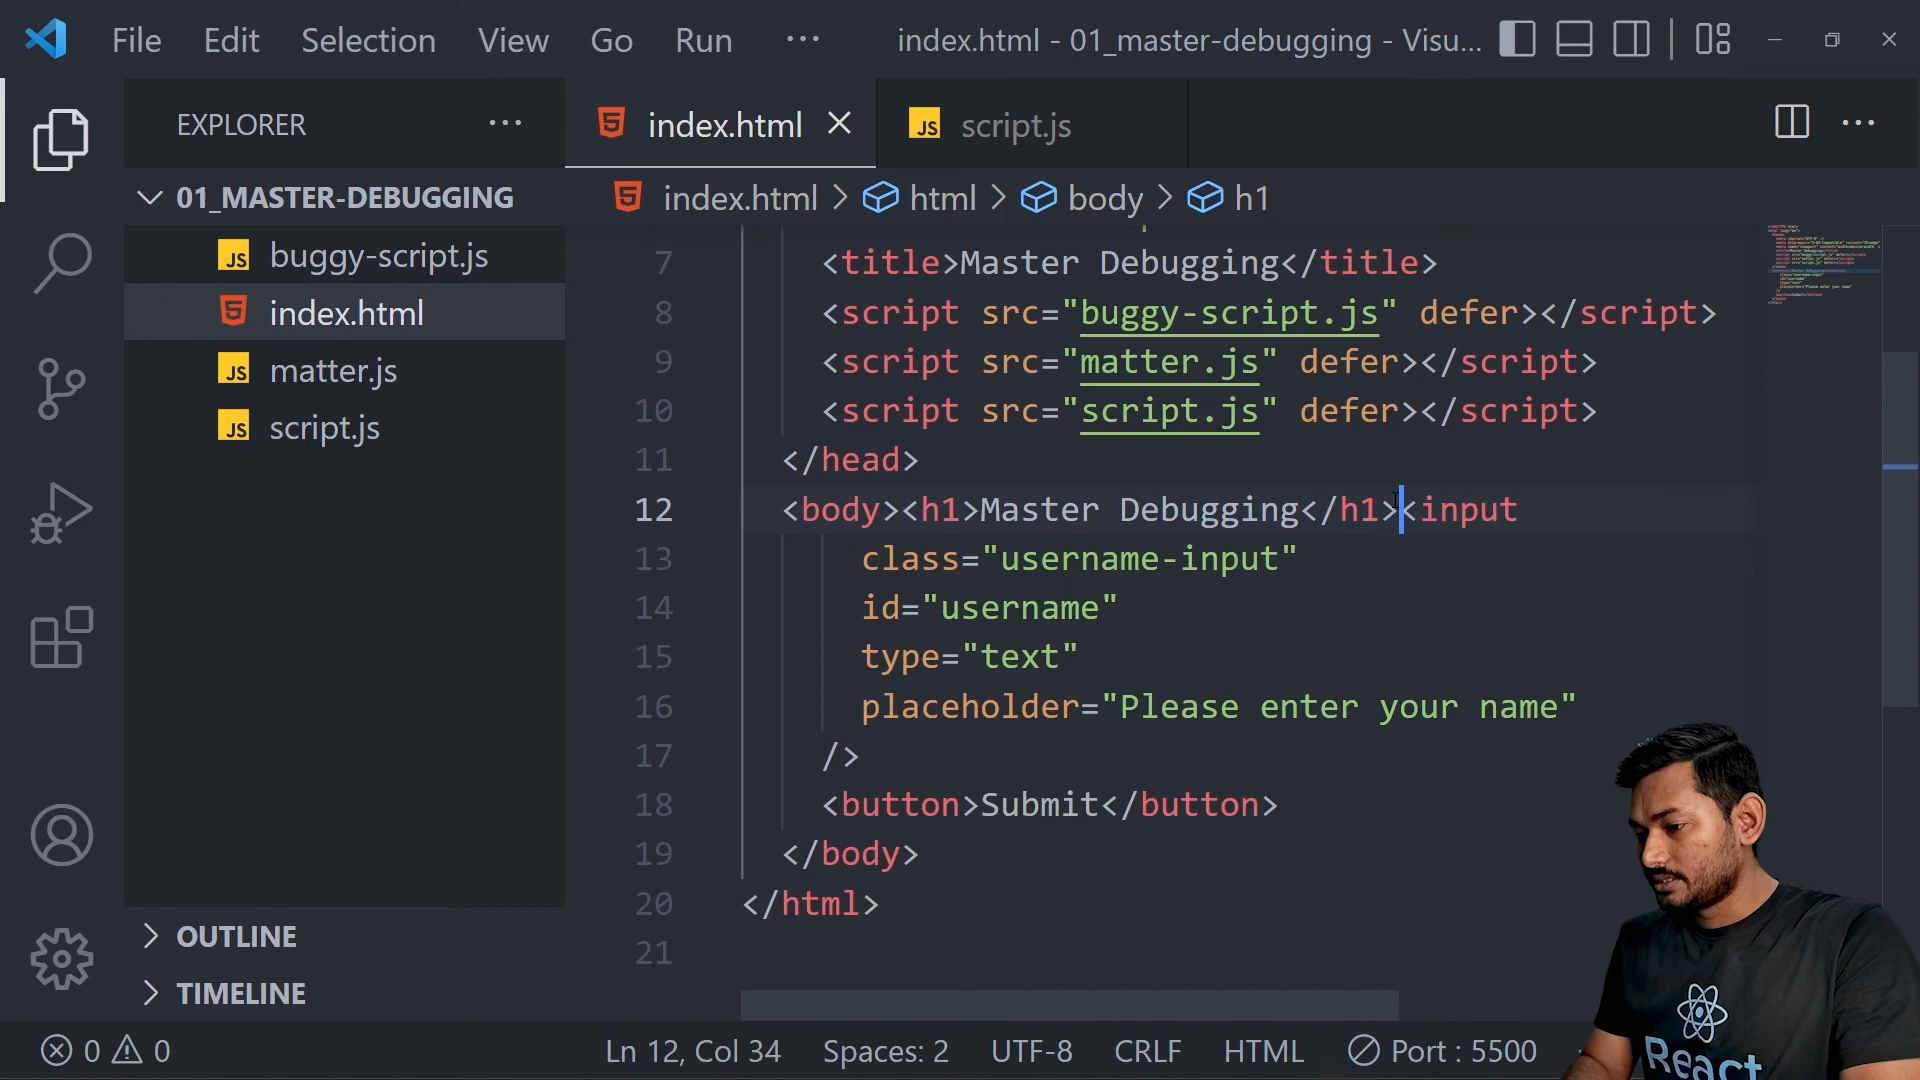 File Edit Selection View Go Run ··· index.html - 01_master-debugging - Visu...
EXPLORER ···
index.html
JS script.js
01_MASTER-DEBUGGING
index.html > html > body > h1
JS buggy-script.js
index.html
JS matter.js
JS script.js
7 <title>Master Debugging</title>
8 <script src="buggy-script.js" defer></script>
9 <script src="matter.js" defer></script>
10 <script src="script.js" defer></script>
11 </head>
12 <body><h1>Master Debugging</h1><input
13 class="username-input"
14 id="username"
15 type="text"
16 placeholder="Please enter your name"
17 />
18 <button>Submit</button>
19 </body>
20 </html>
21
OUTLINE
TIMELINE
0 0
Ln 12, Col 34 Spaces: 2 UTF-8 CRLF HTML Port : 5500
React